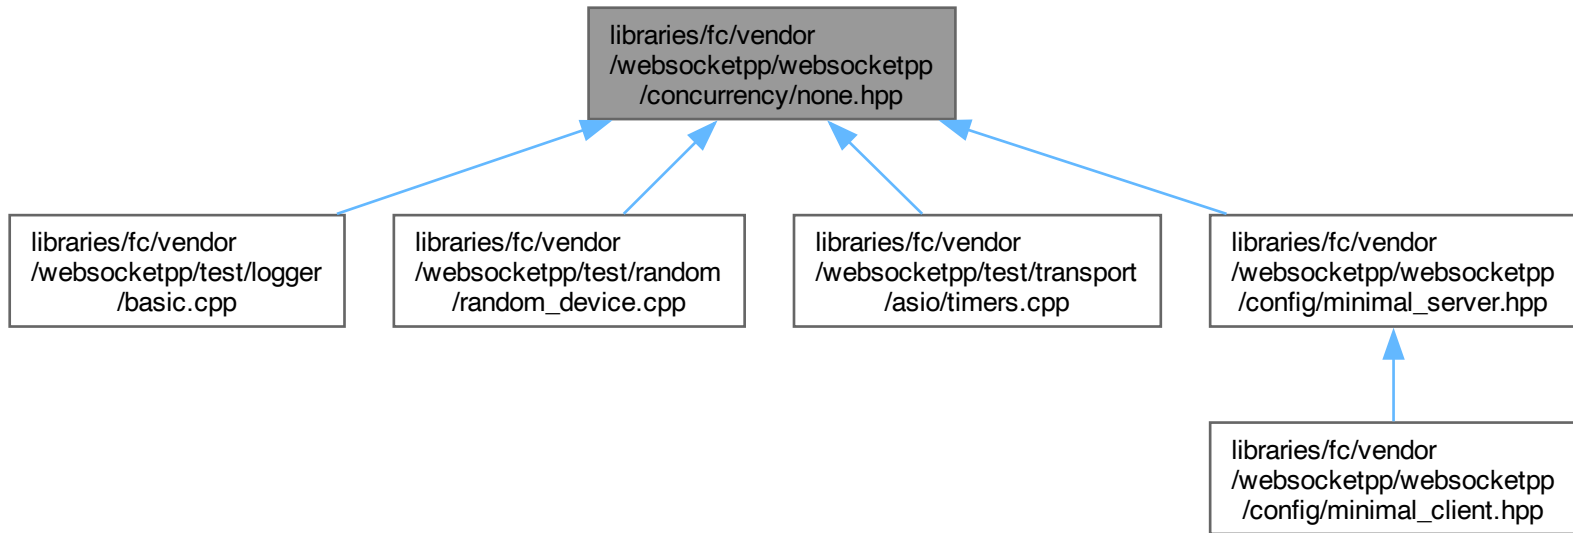 libraries/fc/vendor
/websocketpp/websocketpp
/concurrency/none.hpp
libraries/fc/vendor
/websocketpp/test/logger
/basic.cpp
libraries/fc/vendor
/websocketpp/test/random
/random_device.cpp
libraries/fc/vendor
/websocketpp/test/transport
/asio/timers.cpp
libraries/fc/vendor
/websocketpp/websocketpp
/config/minimal_server.hpp
libraries/fc/vendor
/websocketpp/websocketpp
/config/minimal_client.hpp